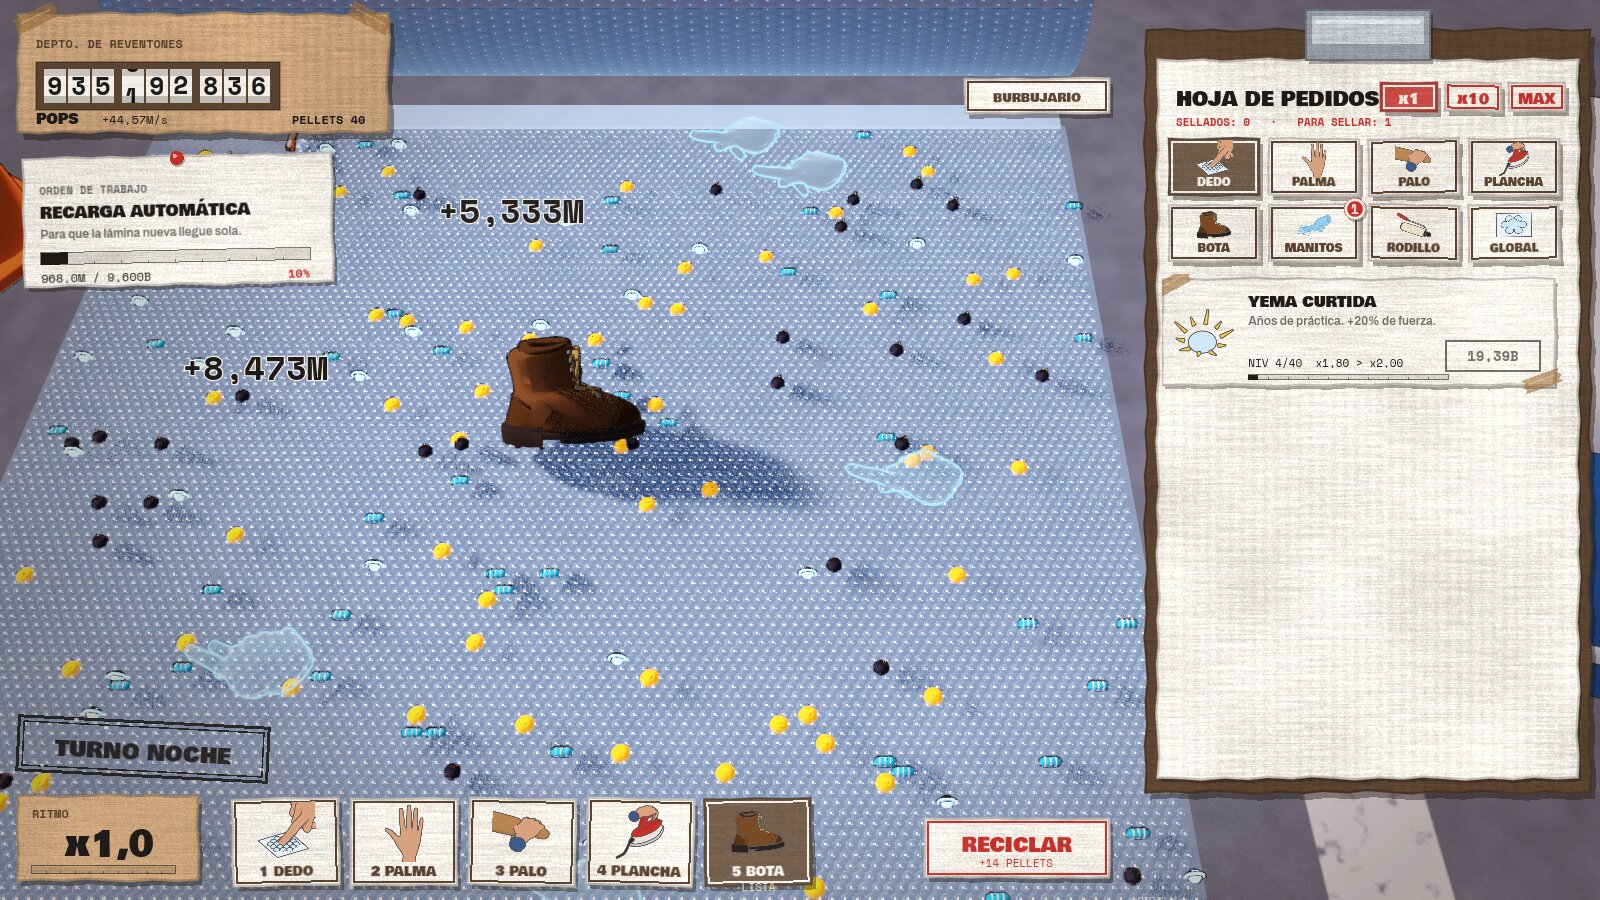 DEPTO. DE REVENTONES
935 192 836
POPS +44,57M/s PELLETS 40
ORDEN DE TRABAJO
RECARGA AUTOMÁTICA
Para que la lámina nueva llegue sola.
968.0M / 9.600B 10%
+5,333M
+8,473M
BURBUJARIO
HOJA DE PEDIDOS x1 x10 MAX
SELLADOS: 0 · PARA SELLAR: 1
DEDO PALMA PALO PLANCHA
1
BOTA MANITOS RODILLO GLOBAL
YEMA CURTIDA
Años de práctica. +20% de fuerza.
NIV 4/40 x1,80 > x2,00 19.39B
TURNO NOCHE
RITMO
x1,0
1 DEDO 2 PALMA 3 PALO 4 PLANCHA 5 BOTA
LISTA
RECICLAR
+14 PELLETS